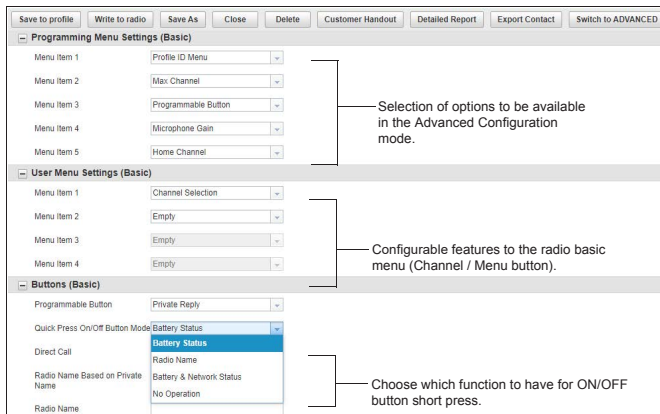 Save to profile Write to radio Save As Close Delete Customer Handout Detailed Report Export Contact Switch to ADVANCED
Programming Menu Settings (Basic)
Menu Item 1 Profile ID Menu
Menu Item 2 Max Channel
Menu Item 3 Programmable Button
Menu Item 4 Microphone Gain
Menu Item 5 Home Channel
Selection of options to be available
in the Advanced Configuration
mode.
User Menu Settings (Basic)
Menu Item 1 Channel Selection
Menu Item 2 Empty
Menu Item 3 Empty
Menu Item 4 Empty
Configurable features to the radio basic
menu (Channel / Menu button).
Buttons (Basic)
Programmable Button Private Reply
Quick Press On/Off Button Mode Battery Status
Battery Status
Direct Call
Radio Name
Radio Name Based on Private
Name
Battery & Network Status
No Operation
Radio Name
Choose which function to have for ON/OFF
button short press.